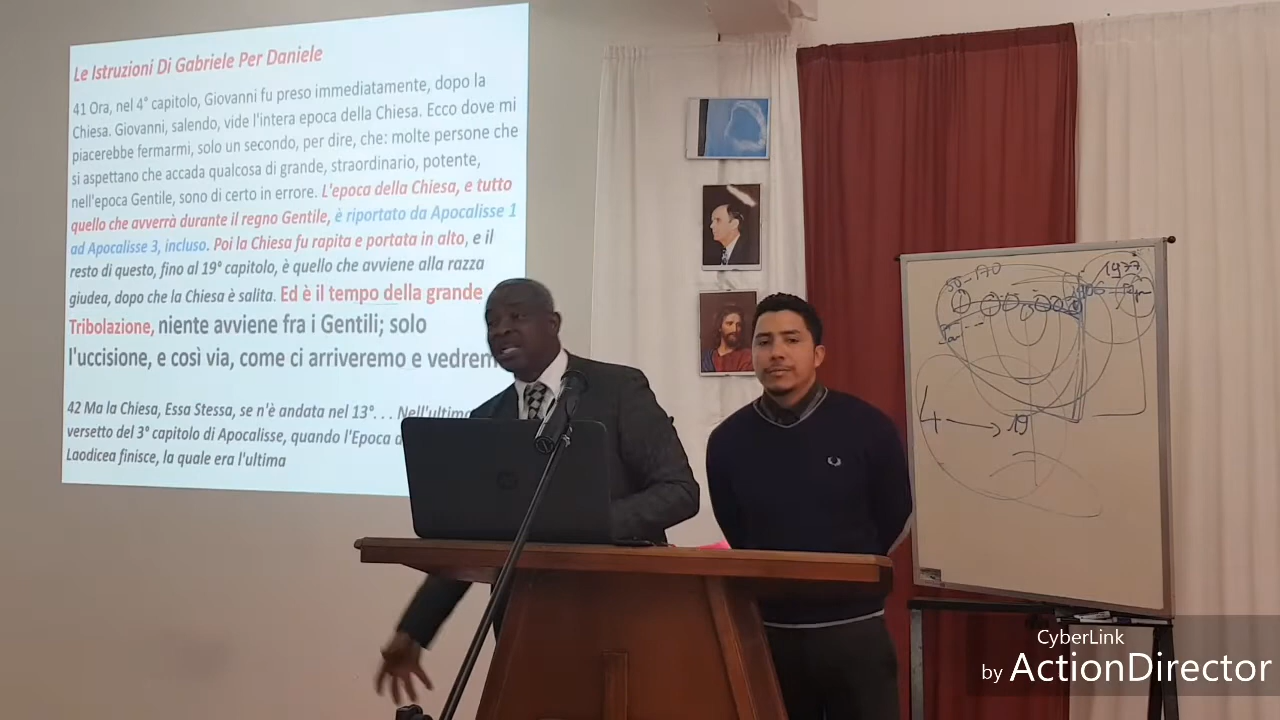 Le Istruzioni Di Gabriele Per Daniele
41 Ora, nel 4° capitolo, Giovanni fu preso immediatamente, dopo la
Chiesa. Giovanni, salendo, vide l'intera epoca della Chiesa. Ecco dove mi
piacerebbe fermarmi, solo un secondo, per dire, che: molte persone che
si aspettano che accada qualcosa di grande, straordinario, potente,
nell'epoca Gentile, sono di certo in errore. L'epoca della Chiesa, e tutto
quello che avverrà durante il regno Gentile, è riportato da Apocalisse 1
ad Apocalisse 3, incluso. Poi la Chiesa fu rapita e portata in alto, e il
resto di questo, fino al 19° capitolo, è quello che avviene alla razza
giudea, dopo che la Chiesa è salita. Ed è il tempo della grande
Tribolazione, niente avviene fra i Gentili; solo
l'uccisione, e così via, come ci arriveremo e
42 Ma la Chiesa, Essa Stessa, se n'è andata nel 13°. . . Nell'ultimo
versetto del 3° capitolo di Apocalisse, quando l'Epoca
Laodicea finisce, la quale era l'ultima
50-170
1977
4
19
CyberLink
by ActionDirector